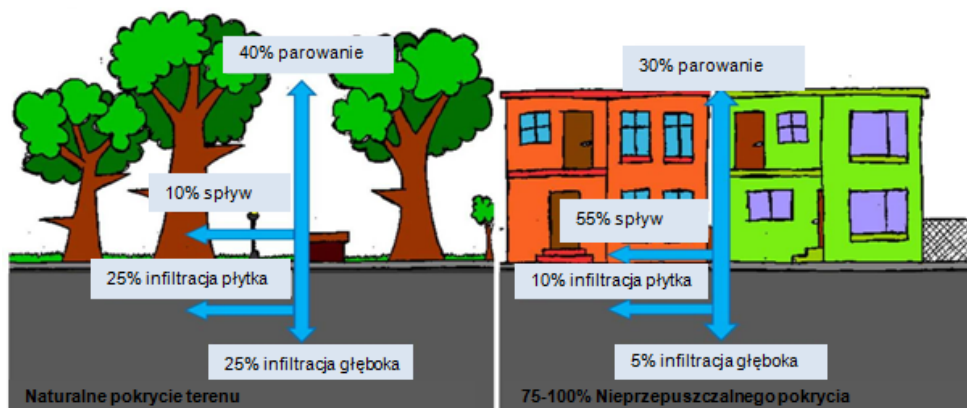 40% parowanie
10% spływ
25% infiltracja płytka
25% infiltracja głęboka
Naturalne pokrycie terenu
30% parowanie
55% spływ
10% infiltracja płytka
5% infiltracja głęboka
75-100% Nieprzepuszczalnego pokrycia